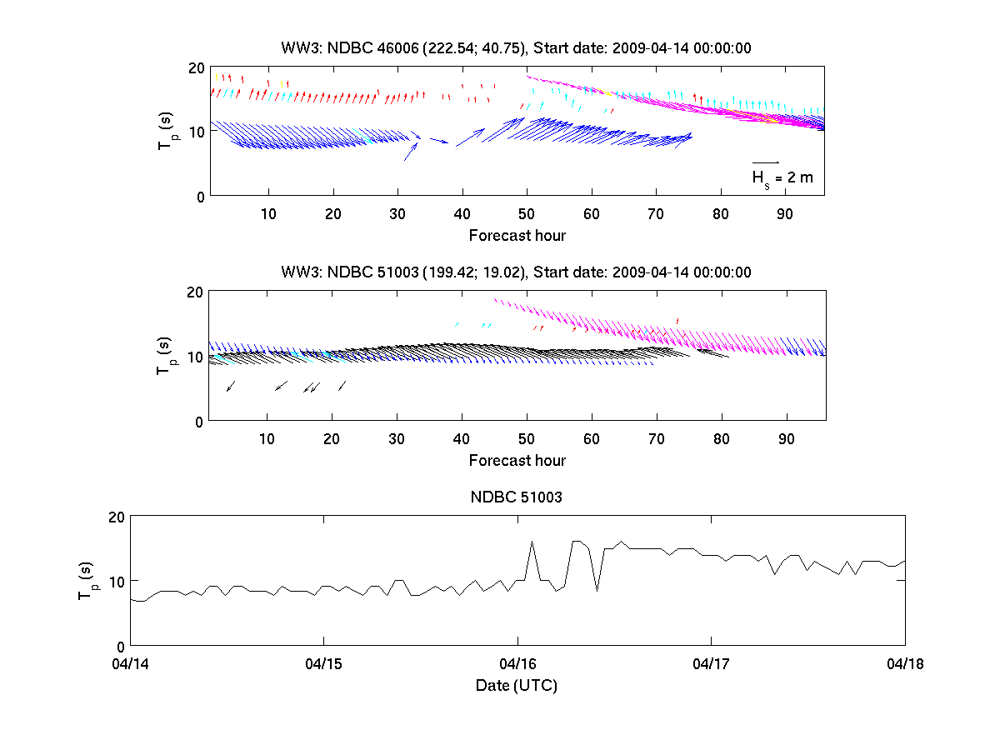 WW3: NDBC 46006 (222.54; 40.75), Start date: 2009-04-14 00:00:00
20
10
0
Tp (s)
Hs = 2 m
10 20 30 40 50 60 70 80 90
Forecast hour
WW3: NDBC 51003 (199.42; 19.02), Start date: 2009-04-14 00:00:00
20
10
0
Tp (s)
10 20 30 40 50 60 70 80 90
Forecast hour
NDBC 51003
20
10
0
Tp (s)
04/14 04/15 04/16 04/17 04/18
Date (UTC)